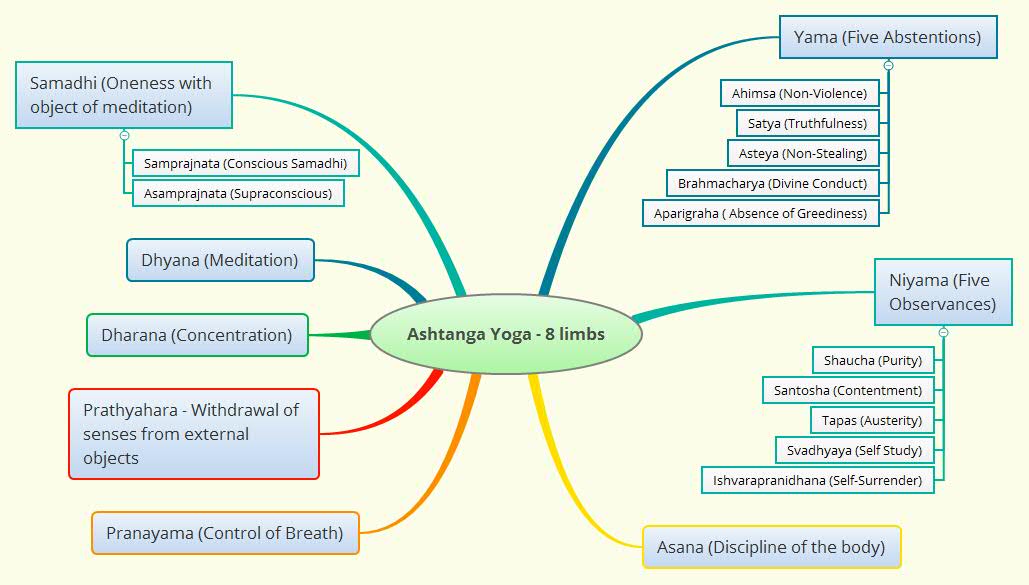 Ashtanga Yoga - 8 limbs
Yama (Five Abstentions)
Ahimsa (Non-Violence)
Satya (Truthfulness)
Asteya (Non-Stealing)
Brahmacharya (Divine Conduct)
Aparigraha ( Absence of Greediness)
Niyama (Five
Observances)
Shaucha (Purity)
Santosha (Contentment)
Tapas (Austerity)
Svadhyaya (Self Study)
Ishvarapranidhana (Self-Surrender)
Asana (Discipline of the body)
Pranayama (Control of Breath)
Prathyahara - Withdrawal of
senses from external
objects
Dharana (Concentration)
Dhyana (Meditation)
Samadhi (Oneness with
object of meditation)
Samprajnata (Conscious Samadhi)
Asamprajnata (Supraconscious)